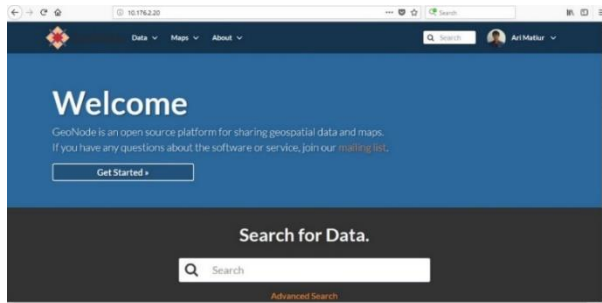 10.176.2.20
Search
Data Maps About
Search
Ari Matiur
Welcome
GeoNode is an open source platform for sharing geospatial data and maps.
If you have any questions about the software or service, join our mailing list.
Get Started »
Search for Data.
Search
Advanced Search